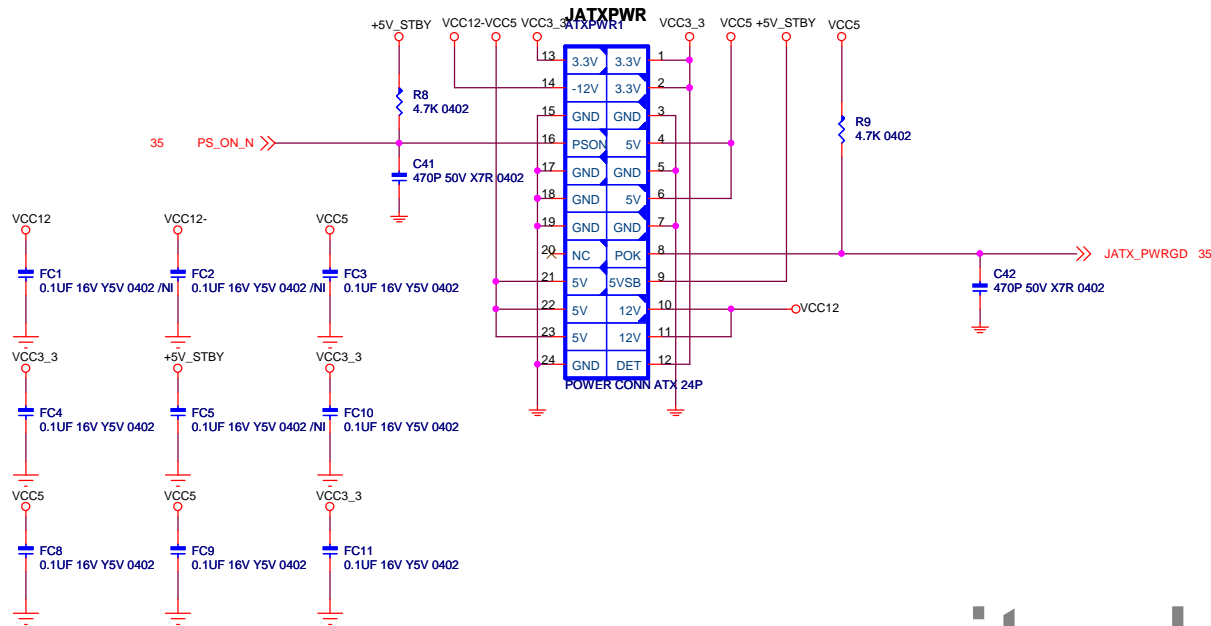 JATXPWR
ATXPWR1
+5V_STBY VCC12- VCC5 VCC3_3 VCC3_3 VCC5 +5V_STBY VCC5
13 3.3V 3.3V 1
14 -12V 3.3V 2
15 GND GND 3
16 PSON 5V 4
17 GND GND 5
18 GND 5V 6
19 GND GND 7
20 NC POK 8
21 5V 5VSB 9
22 5V 12V 10
23 5V 12V 11
24 GND DET 12
POWER CONN ATX 24P
R8
4.7K 0402
R9
4.7K 0402
35 PS_ON_N
C41
470P 50V X7R 0402
JATX_PWRGD 35
C42
470P 50V X7R 0402
VCC12
VCC12 VCC12- VCC5
FC1
0.1UF 16V Y5V 0402 /NI
FC2
0.1UF 16V Y5V 0402 /NI
FC3
0.1UF 16V Y5V 0402
VCC3_3 +5V_STBY VCC3_3
FC4
0.1UF 16V Y5V 0402
FC5
0.1UF 16V Y5V 0402 /NI
FC10
0.1UF 16V Y5V 0402
VCC5 VCC5 VCC3_3
FC8
0.1UF 16V Y5V 0402
FC9
0.1UF 16V Y5V 0402
FC11
0.1UF 16V Y5V 0402